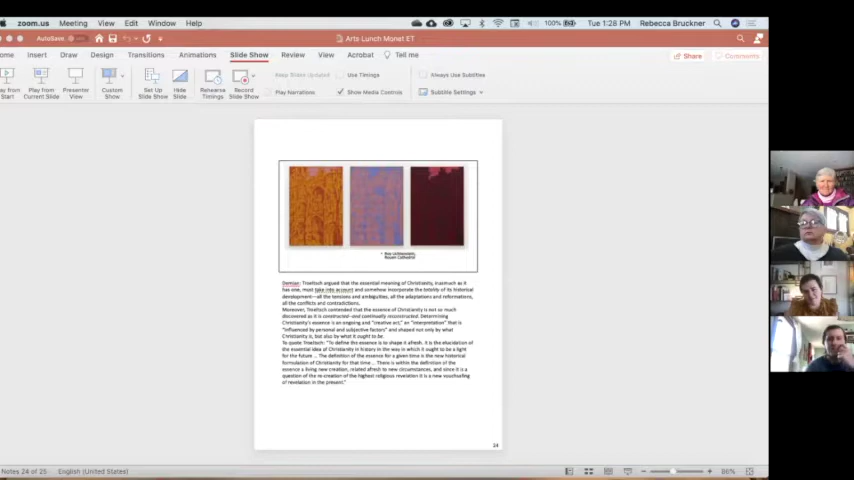 zoom.us Meeting View Edit Window Help 100% Tue 1:28 PM Rebecca Bruckner
AutoSave Arts Lunch Monet ET
ome Insert Draw Design Transitions Animations Slide Show Review View Acrobat Tell me Share Comments
Keep Slides Updated Use Timings Always Use Subtitles
Play Narrations Show Media Controls Subtitle Settings
ay from Start
Play from Current Slide
Presenter View
Custom Show
Set Up Slide Show
Hide Slide
Rehearse Timings
Record Slide Show
Roy Lichtenstein,
Rouen Cathedral
Demise: Troeltsch argued that the essential meaning of Christianity, inasmuch as it
has one, must take into account and somehow incorporate the totality of its historical
development—all the tensions and ambiguities, all the adaptations and reformations,
all the conflicts and contradictions.
Moreover, Troeltsch contended that the essence of Christianity is not so much
discovered as it is constructed–and continually reconstructed. Determining
Christianity's essence is an ongoing and "creative act," an "interpretation" that is
"influenced by personal and subjective factors" and shaped not only by what
Christianity is, but also by what it ought to be.
To quote Troeltsch: "To define the essence is to shape it afresh. It is the elucidation of
the essential idea of Christianity in history in the way in which it ought to be a light
for the future ... The definition of the essence for a given time is the new historical
formulation of Christianity for that time ... There is within the definition of the
essence a living new creation, related afresh to new circumstances, and since it is a
question of the re-creation of the highest religious revelation it is a new vouchsafing
of revelation in the present."
24
Notes 24 of 25 English (United States) 86%